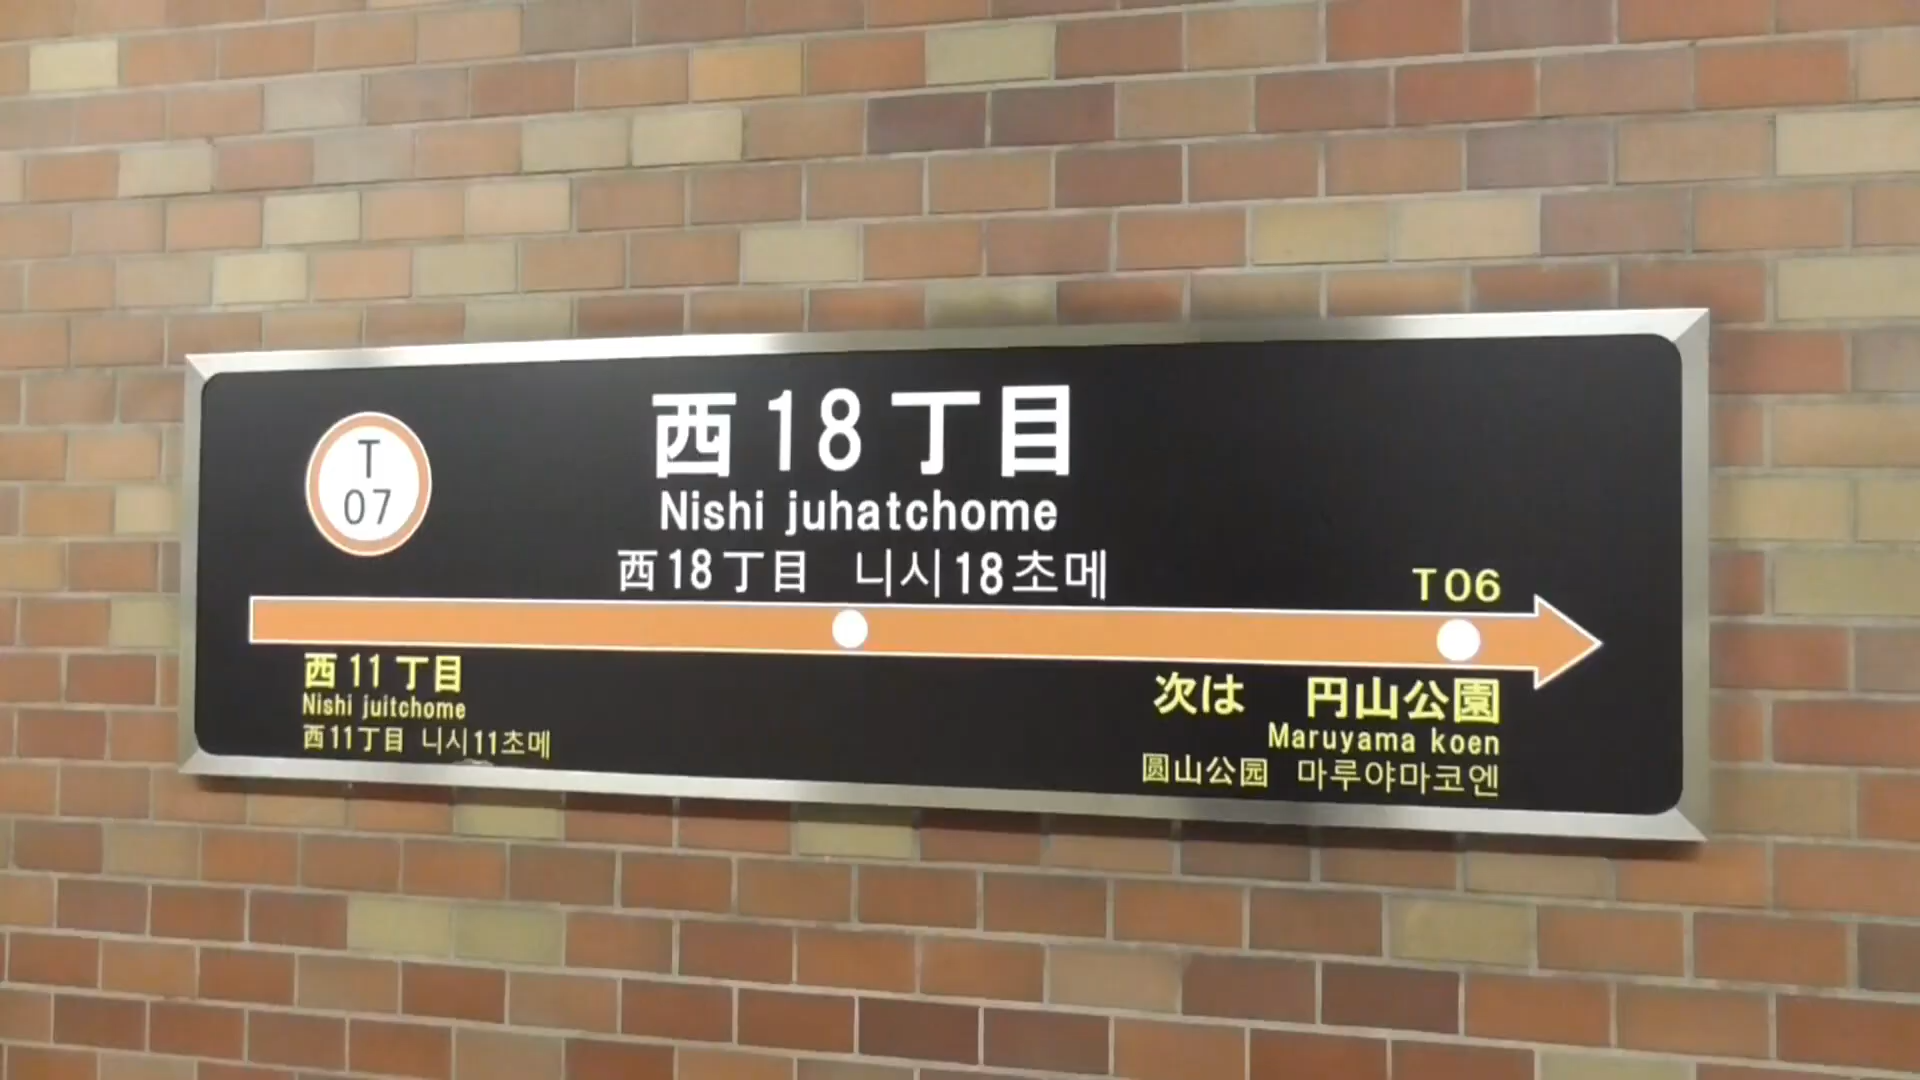 T
07
西18丁目
Nishi juhatchome
西18丁目 니시18초메
T06
西11丁目
Nishi juitchome
西11丁目 니시11초메
次は 円山公園
Maruyama koen
圆山公园 마루야마코엔